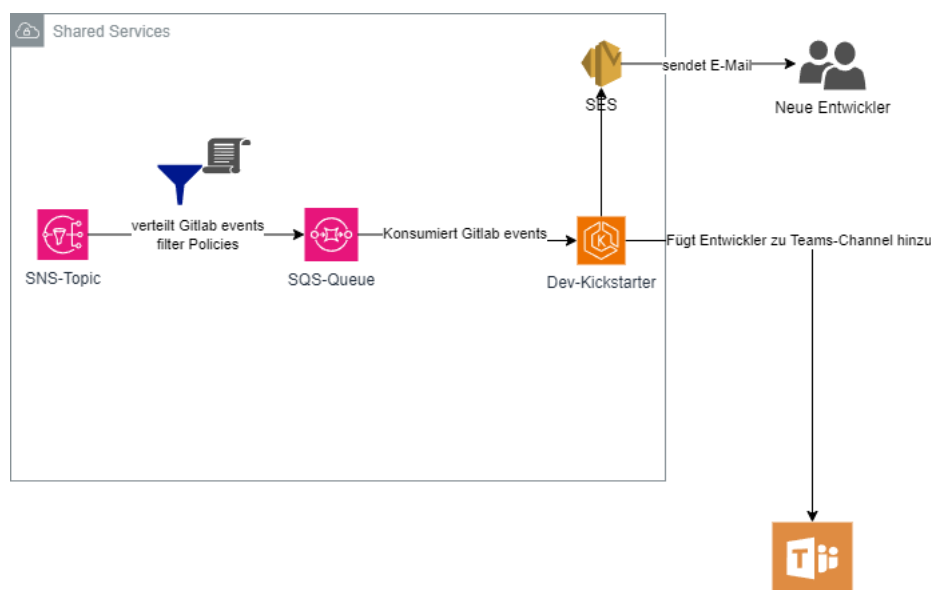 Shared Services
sendet E-Mail
SES
Neue Entwickler
verteilt Gitlab events
filter Policies
Konsumiert Gitlab events
Fügt Entwickler zu Teams-Channel hinzu
SNS-Topic
SQS-Queue
Dev-Kickstarter
T